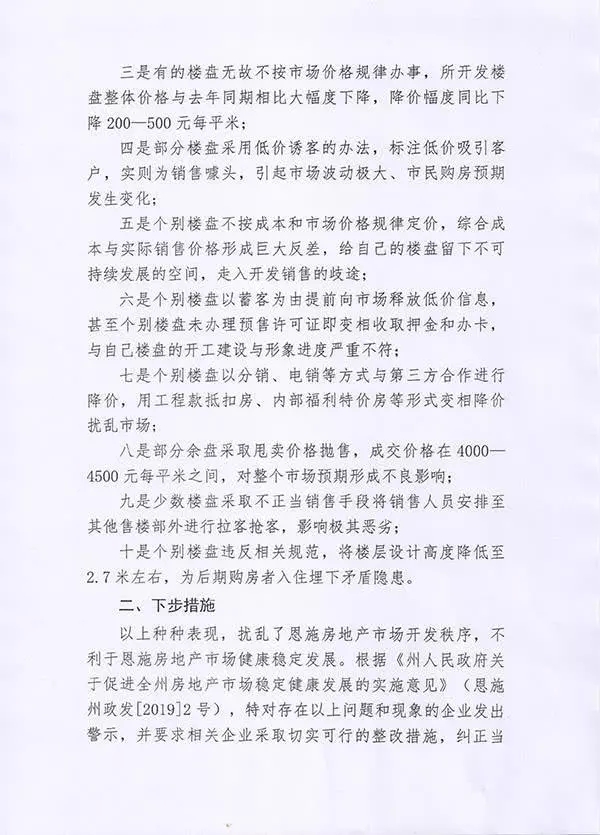 三是有的楼盘无故不按市场价格规律办事，所开发楼
盘整体价格与去年同期相比大幅度下降，降价幅度同比下
降 200—500 元每平米；
四是部分楼盘采用低价诱客的办法，标注低价吸引客
户，实则为销售噱头，引起市场波动极大、市民购房预期
发生变化；
五是个别楼盘不按成本和市场价格规律定价，综合成
本与实际销售价格形成巨大反差，给自己的楼盘留下不可
持续发展的空间，走入开发销售的歧途；
六是个别楼盘以蓄客为由提前向市场释放低价信息，
甚至个别楼盘未办理预售许可证即变相收取押金和办卡，
与自己楼盘的开工建设与形象进度严重不符；
七是个别楼盘以分销、电销等方式与第三方合作进行
降价，用工程款抵扣房、内部福利特价房等形式变相降价
扰乱市场；
八是部分余盘采取甩卖价格抛售，成交价格在 4000—
4500 元每平米之间，对整个市场预期形成不良影响；
九是少数楼盘采取不正当销售手段将销售人员安排至
其他售楼部外进行拉客抢客，影响极其恶劣；
十是个别楼盘违反相关规范，将楼层设计高度降低至
2.7 米左右，为后期购房者入住埋下矛盾隐患。
二、下步措施
以上种种表现，扰乱了恩施房地产市场开发秩序，不
利于恩施房地产市场健康稳定发展。根据《州人民政府关
于促进全州房地产市场稳定健康发展的实施意见》（恩施
州政发[2019]2 号），特对存在以上问题和现象的企业发出
警示，并要求相关企业采取切实可行的整改措施，纠正当